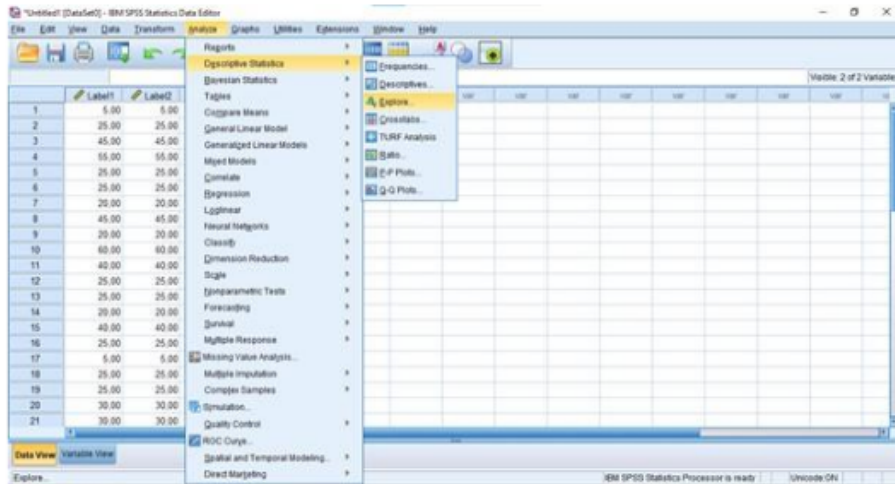 *Untitled1 [DataSet0] - IBM SPSS Statistics Data Editor
File Edit View Data Transform Analyze Graphs Utilities Extensions Window Help
Visible: 2 of 2 Variables
Reports
Descriptive Statistics
Bayesian Statistics
Tables
Compare Means
General Linear Model
Generalized Linear Models
Mixed Models
Correlate
Regression
Loglinear
Neural Networks
Classify
Dimension Reduction
Scale
Nonparametric Tests
Forecasting
Survival
Multiple Response
Missing Value Analysis...
Multiple Imputation
Complex Samples
Simulation...
Quality Control
ROC Curve...
Spatial and Temporal Modeling...
Direct Marketing
Frequencies...
Descriptives...
Explore...
Crosstabs...
TURF Analysis
Ratio...
P-P Plots...
Q-Q Plots...
Label1 Label2 var var var var var var var var
1 5,00 5,00
2 25,00 25,00
3 45,00 45,00
4 55,00 55,00
5 25,00 25,00
6 25,00 25,00
7 20,00 20,00
8 45,00 45,00
9 20,00 20,00
10 60,00 60,00
11 40,00 40,00
12 25,00 25,00
13 25,00 25,00
14 20,00 20,00
15 40,00 40,00
16 25,00 25,00
17 5,00 5,00
18 25,00 25,00
19 25,00 25,00
20 30,00 30,00
21 30,00 30,00
Data View Variable View
Explore... IBM SPSS Statistics Processor is ready Unicode:ON